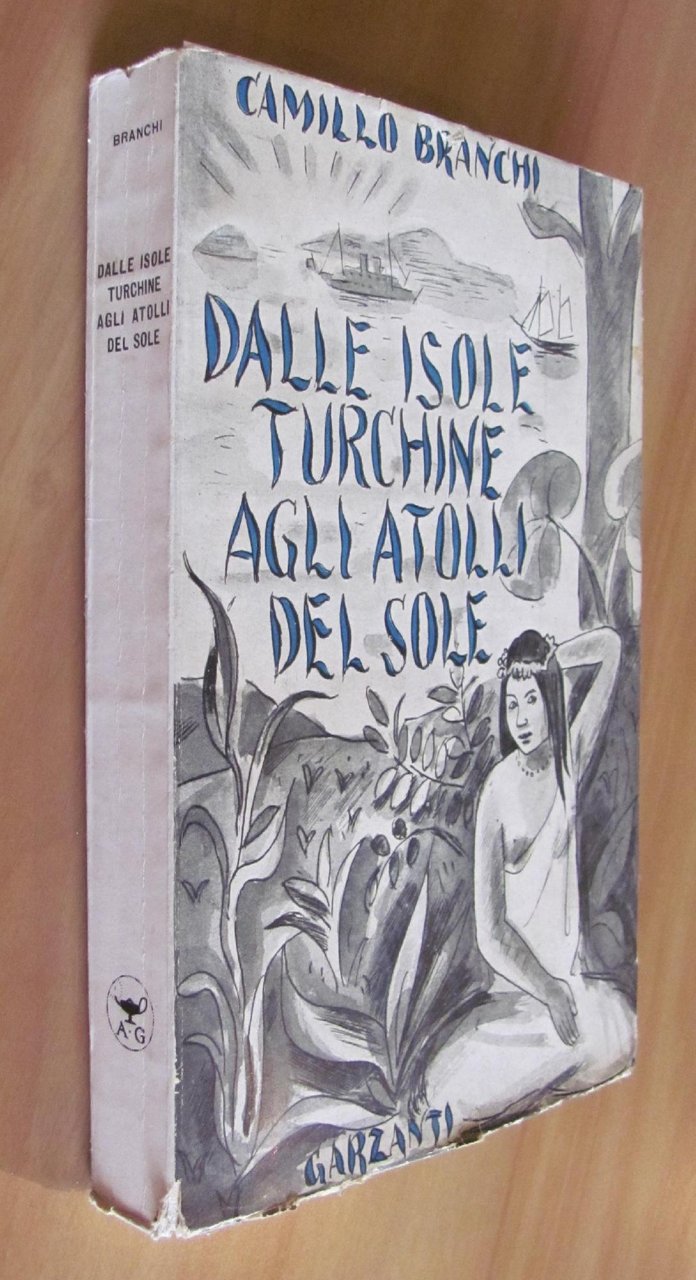 BRANCHI
DALLE ISOLE
TURCHINE
AGLI ATOLLI
DEL SOLE
A·G
CAMILLO BRANCHI
DALLE ISOLE
TURCHINE
AGLI ATOLLI
DEL SOLE
GARZANTI